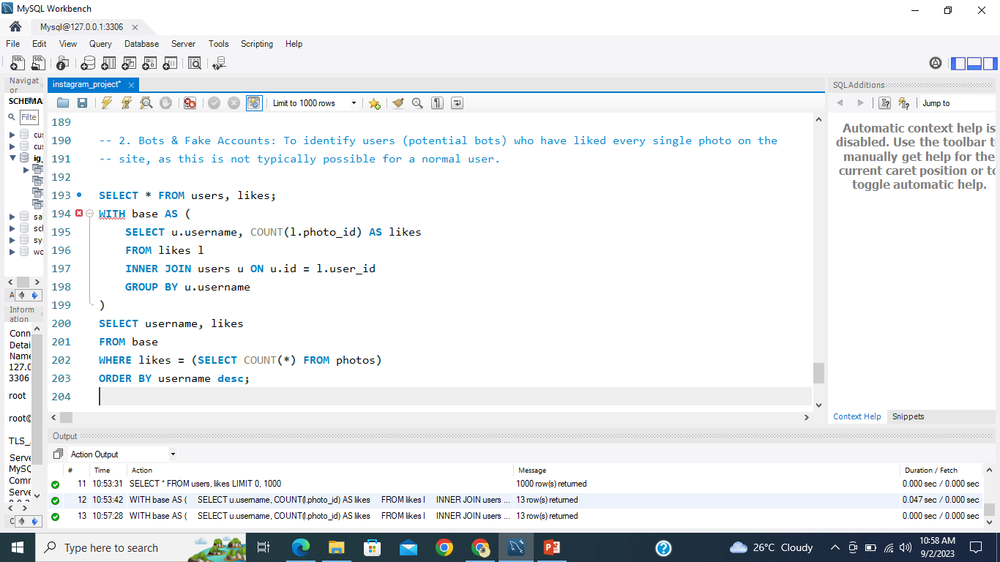 MySQL Workbench
Mysql@127.0.0.1:3306
File Edit View Query Database Server Tools Scripting Help
Navigat
or
SCHEMA
Filte
cus
cus
ig_
sal
scl
sy
wo
A
Inform
ation
Conn
Detai
Name
127.0
3306
root
root@
TLS_
Serve
MySQ
Comm
Serve
instagram_project*
Limit to 1000 rows
189
190 -- 2. Bots & Fake Accounts: To identify users (potential bots) who have liked every single photo on the
191 -- site, as this is not typically possible for a normal user.
192
193 SELECT * FROM users, likes;
194 WITH base AS (
195 SELECT u.username, COUNT(l.photo_id) AS likes
196 FROM likes l
197 INNER JOIN users u ON u.id = l.user_id
198 GROUP BY u.username
199 )
200 SELECT username, likes
201 FROM base
202 WHERE likes = (SELECT COUNT(*) FROM photos)
203 ORDER BY username desc;
204
SQLAdditions
Jump to
Automatic context help is
disabled. Use the toolbar t
manually get help for the
current caret position or to
toggle automatic help.
Context Help Snippets
Output
Action Output
# Time Action Message Duration / Fetch
11 10:53:31 SELECT * FROM users, likes LIMIT 0, 1000 1000 row(s) returned 0.000 sec / 0.000 sec
12 10:53:42 WITH base AS ( SELECT u.username, COUNT(l.photo_id) AS likes FROM likes l INNER JOIN users ... 13 row(s) returned 0.047 sec / 0.000 sec
13 10:57:28 WITH base AS ( SELECT u.username, COUNT(l.photo_id) AS likes FROM likes l INNER JOIN users ... 13 row(s) returned 0.000 sec / 0.000 sec
Type here to search
26°C Cloudy
10:58 AM
9/2/2023